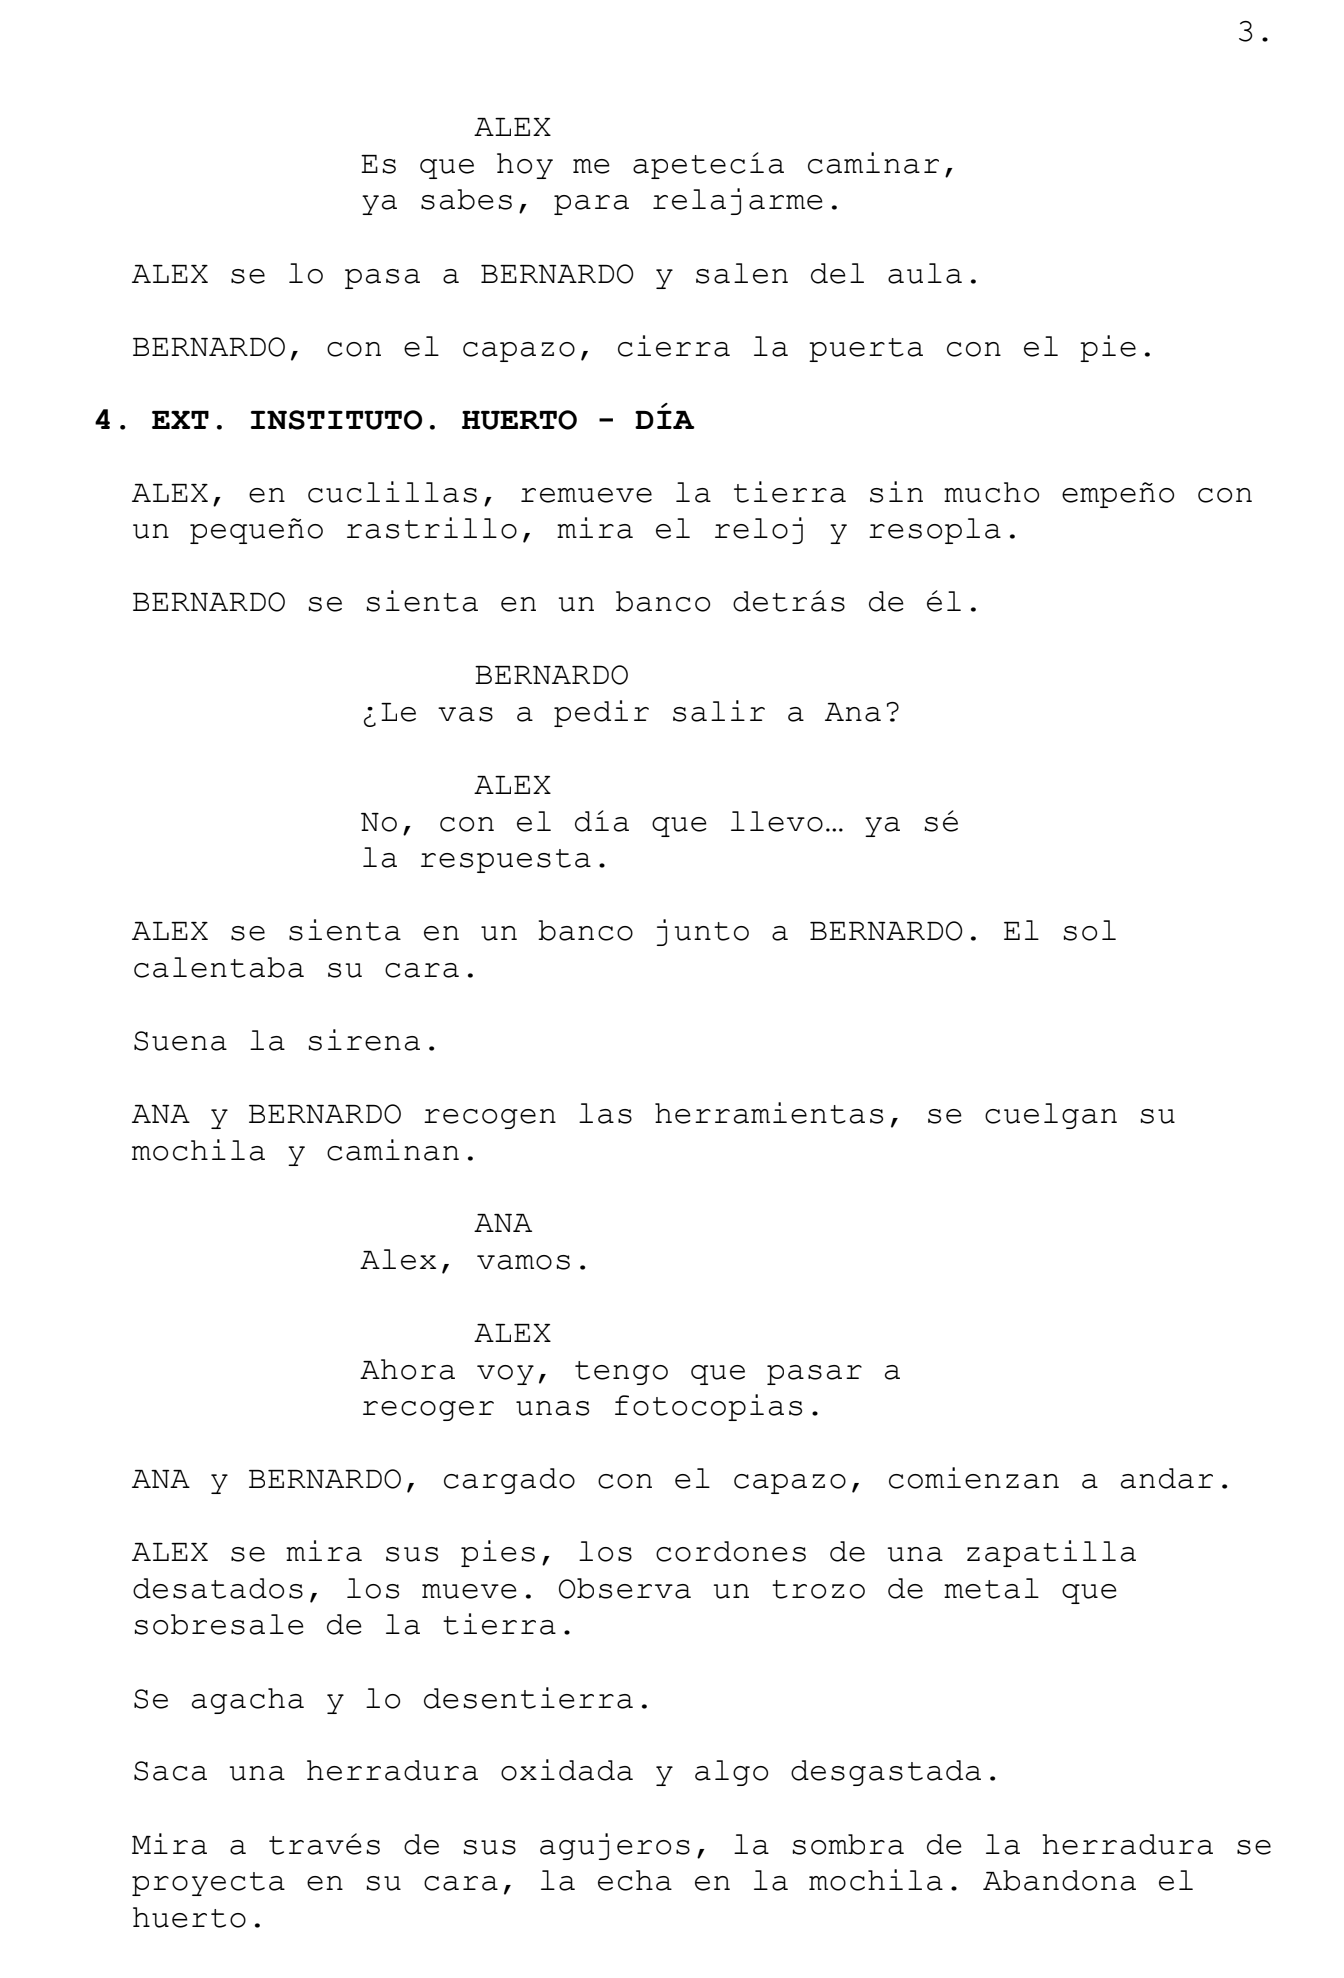 3.
ALEX
Es que hoy me apetecía caminar,
ya sabes, para relajarme.
ALEX se lo pasa a BERNARDO y salen del aula.
BERNARDO, con el capazo, cierra la puerta con el pie.
4. EXT. INSTITUTO. HUERTO - DÍA
ALEX, en cuclillas, remueve la tierra sin mucho empeño con
un pequeño rastrillo, mira el reloj y resopla.
BERNARDO se sienta en un banco detrás de él.
BERNARDO
¿Le vas a pedir salir a Ana?
ALEX
No, con el día que llevo… ya sé
la respuesta.
ALEX se sienta en un banco junto a BERNARDO. El sol
calentaba su cara.
Suena la sirena.
ANA y BERNARDO recogen las herramientas, se cuelgan su
mochila y caminan.
ANA
Alex, vamos.
ALEX
Ahora voy, tengo que pasar a
recoger unas fotocopias.
ANA y BERNARDO, cargado con el capazo, comienzan a andar.
ALEX se mira sus pies, los cordones de una zapatilla
desatados, los mueve. Observa un trozo de metal que
sobresale de la tierra.
Se agacha y lo desentierra.
Saca una herradura oxidada y algo desgastada.
Mira a través de sus agujeros, la sombra de la herradura se
proyecta en su cara, la echa en la mochila. Abandona el
huerto.